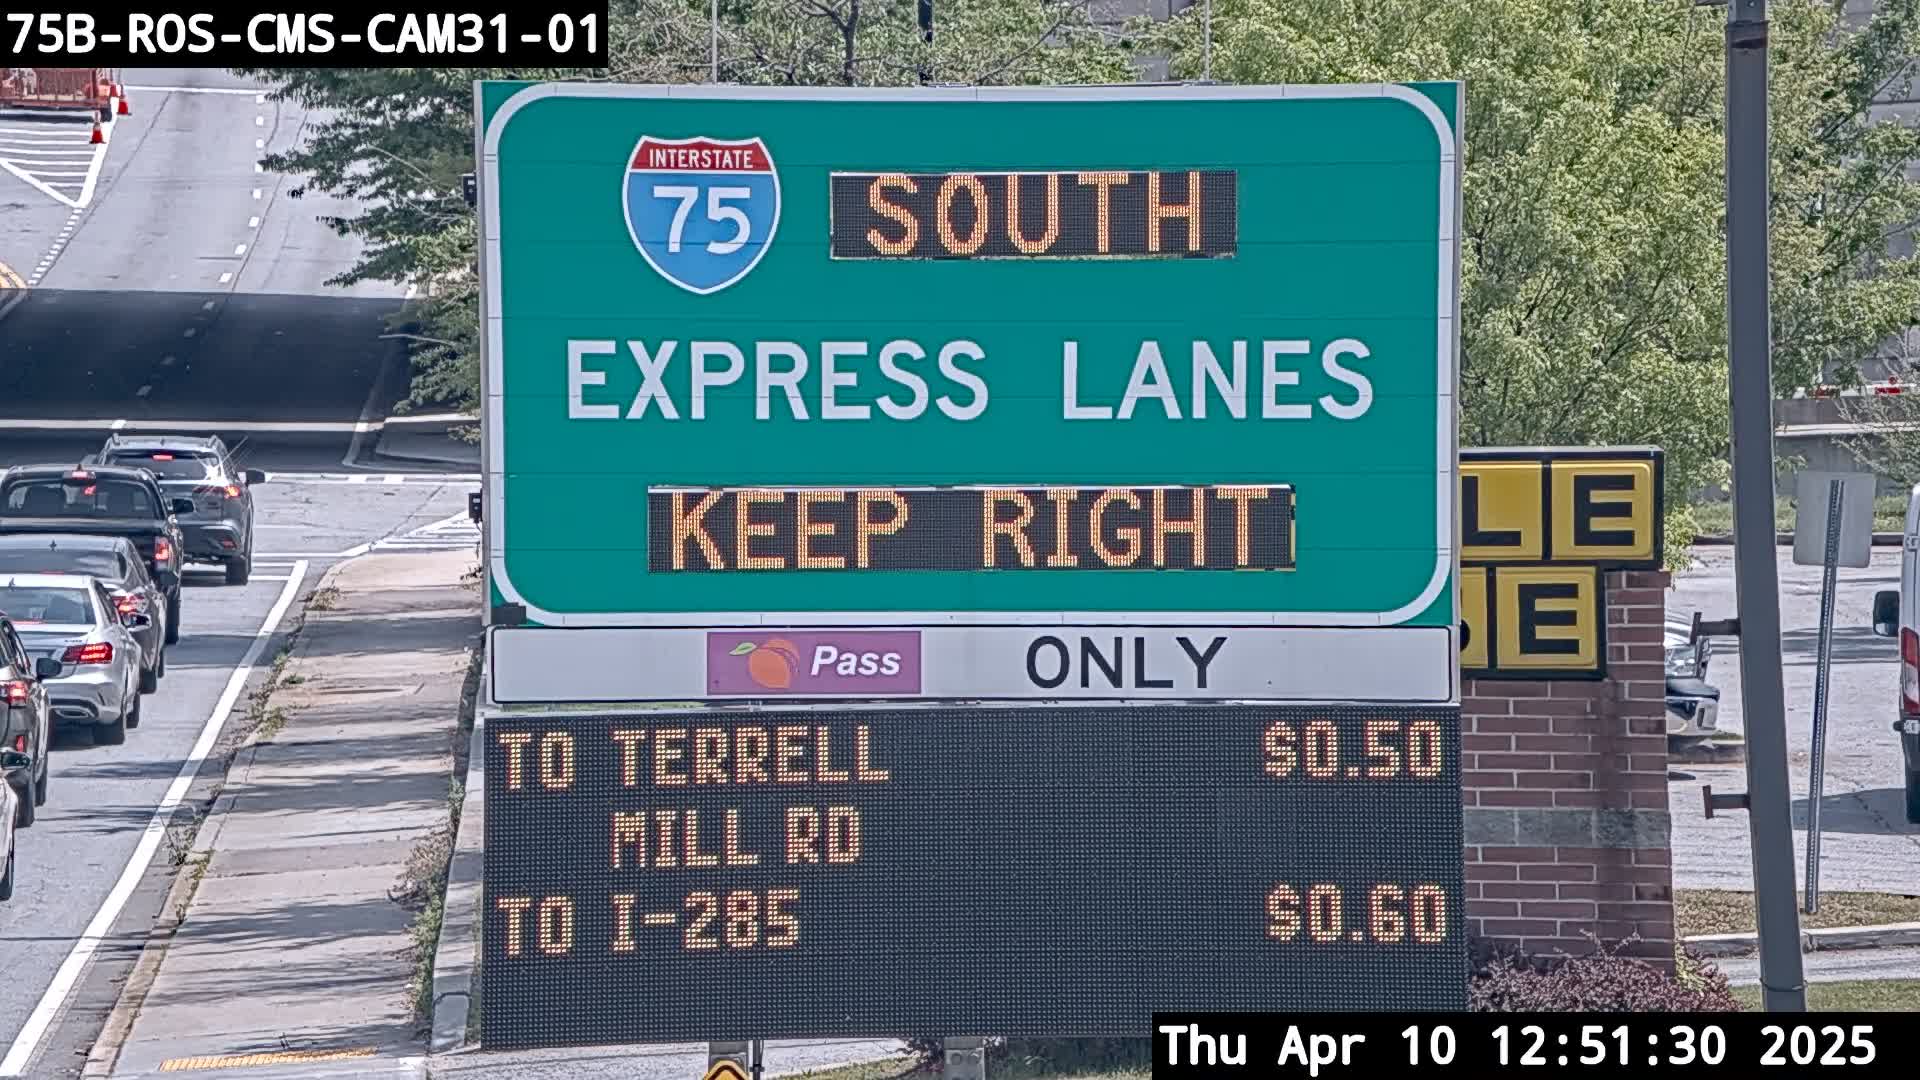 75B-ROS-CMS-CAM31-01
INTERSTATE
75
SOUTH
EXPRESS LANES
KEEP RIGHT
Pass ONLY
TO TERRELL $0.50
MILL RD
TO I-285 $0.60
LE
E
Thu Apr 10 12:51:30 2025